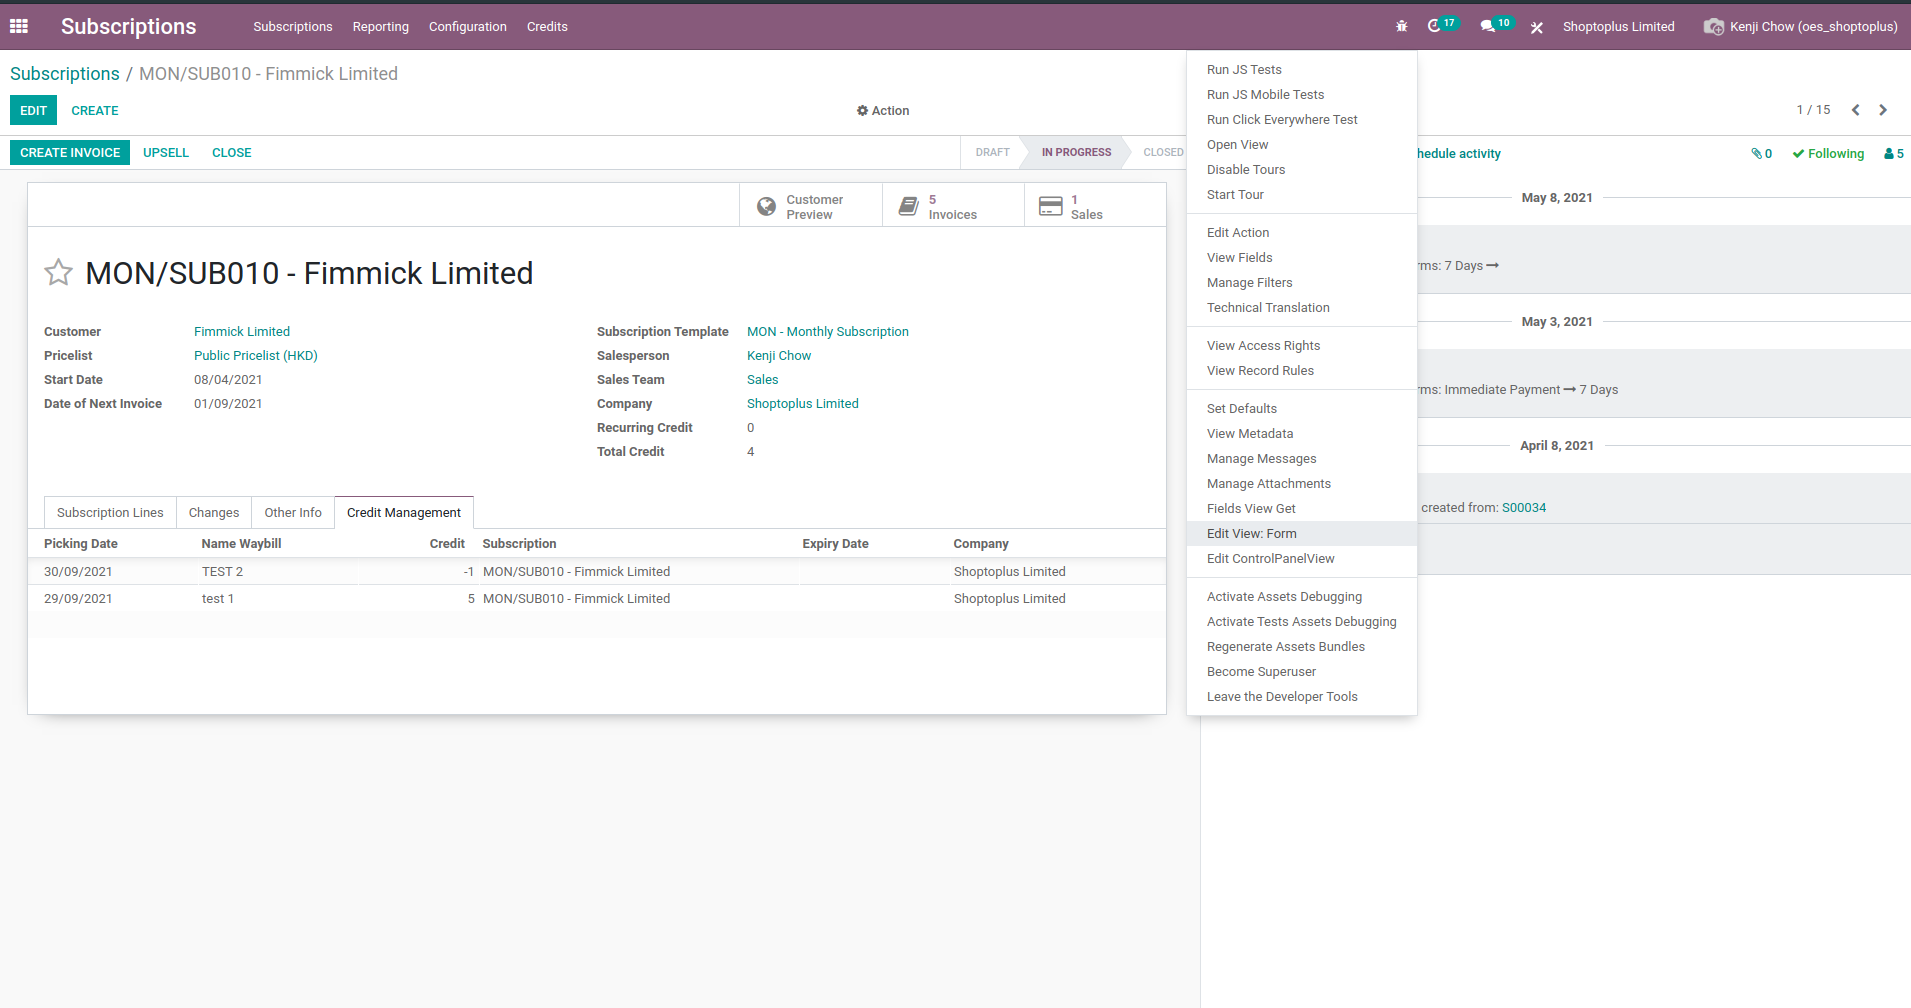 Subscriptions Subscriptions Reporting Configuration Credits 17 10 Shoptoplus Limited Kenji Chow (oes_shoptoplus)
Subscriptions / MON/SUB010 - Fimmick Limited
EDIT CREATE Action 1 / 15
CREATE INVOICE UPSELL CLOSE DRAFT IN PROGRESS CLOSED
Customer Preview
5 Invoices
1 Sales
MON/SUB010 - Fimmick Limited
Customer Fimmick Limited
Pricelist Public Pricelist (HKD)
Start Date 08/04/2021
Date of Next Invoice 01/09/2021
Subscription Template MON - Monthly Subscription
Salesperson Kenji Chow
Sales Team Sales
Company Shoptoplus Limited
Recurring Credit 0
Total Credit 4
Subscription Lines Changes Other Info Credit Management
Picking Date Name Waybill Credit Subscription Expiry Date Company
30/09/2021 TEST 2 -1 MON/SUB010 - Fimmick Limited Shoptoplus Limited
29/09/2021 test 1 5 MON/SUB010 - Fimmick Limited Shoptoplus Limited
Run JS Tests
Run JS Mobile Tests
Run Click Everywhere Test
Open View
Disable Tours
Start Tour
Edit Action
View Fields
Manage Filters
Technical Translation
View Access Rights
View Record Rules
Set Defaults
View Metadata
Manage Messages
Manage Attachments
Fields View Get
Edit View: Form
Edit ControlPanelView
Activate Assets Debugging
Activate Tests Assets Debugging
Regenerate Assets Bundles
Become Superuser
Leave the Developer Tools
hedule activity 0 Following 5
May 8, 2021
rms: 7 Days
May 3, 2021
rms: Immediate Payment 7 Days
April 8, 2021
created from: S00034